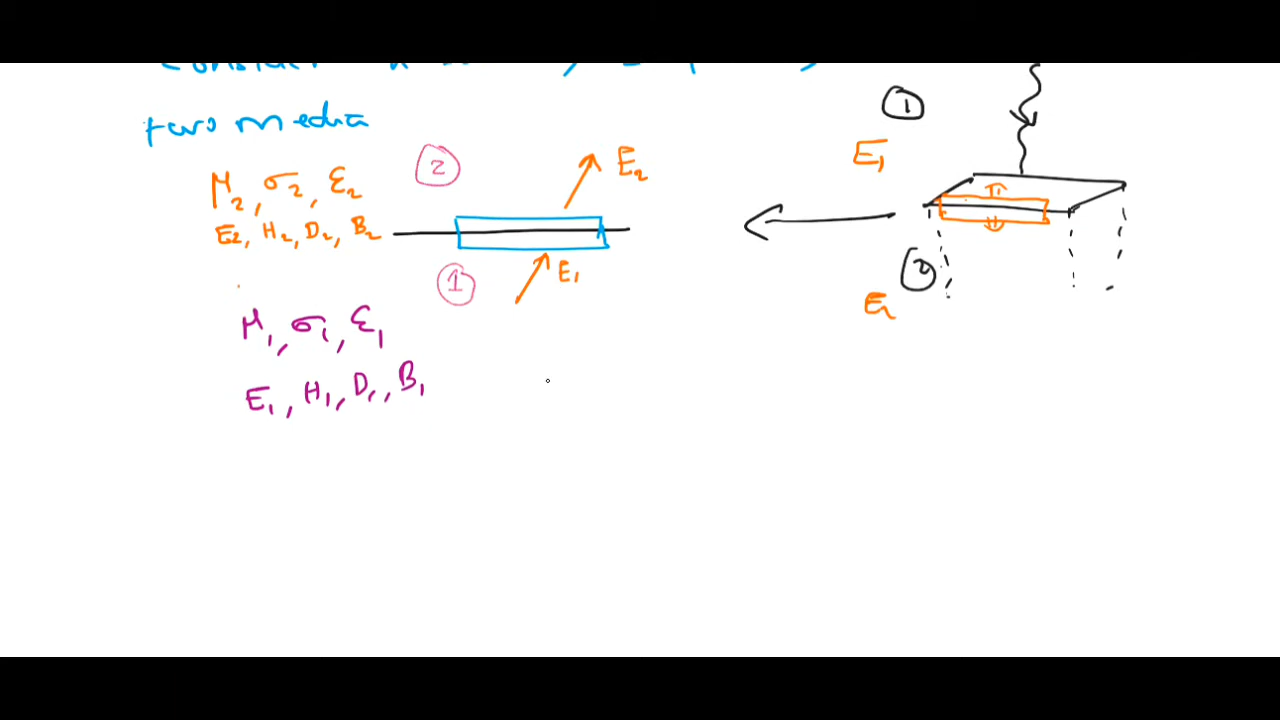 two media
μ₂, σ₂, ε₂
E₂, H₂, D₂, B₂
②
E₂
①
E₁
μ₁, σ₁, ε₁
E₁, H₁, D₁, B₁
①
E₁
②